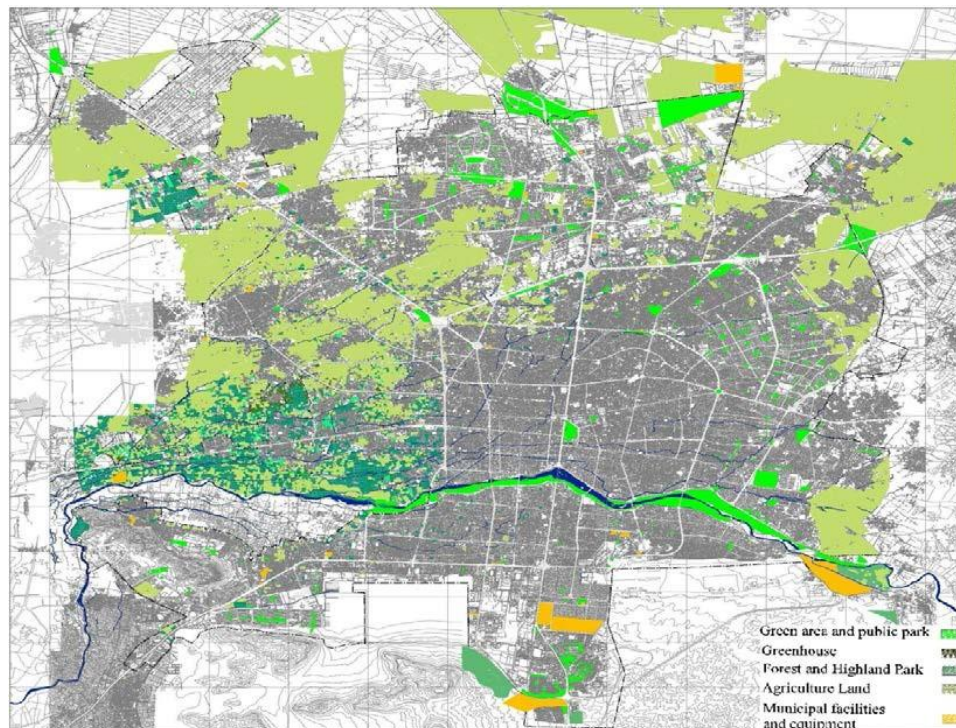 Green area and public park
Greenhouse
Forest and Highland Park
Agriculture Land
Municipal facilities
and equipment